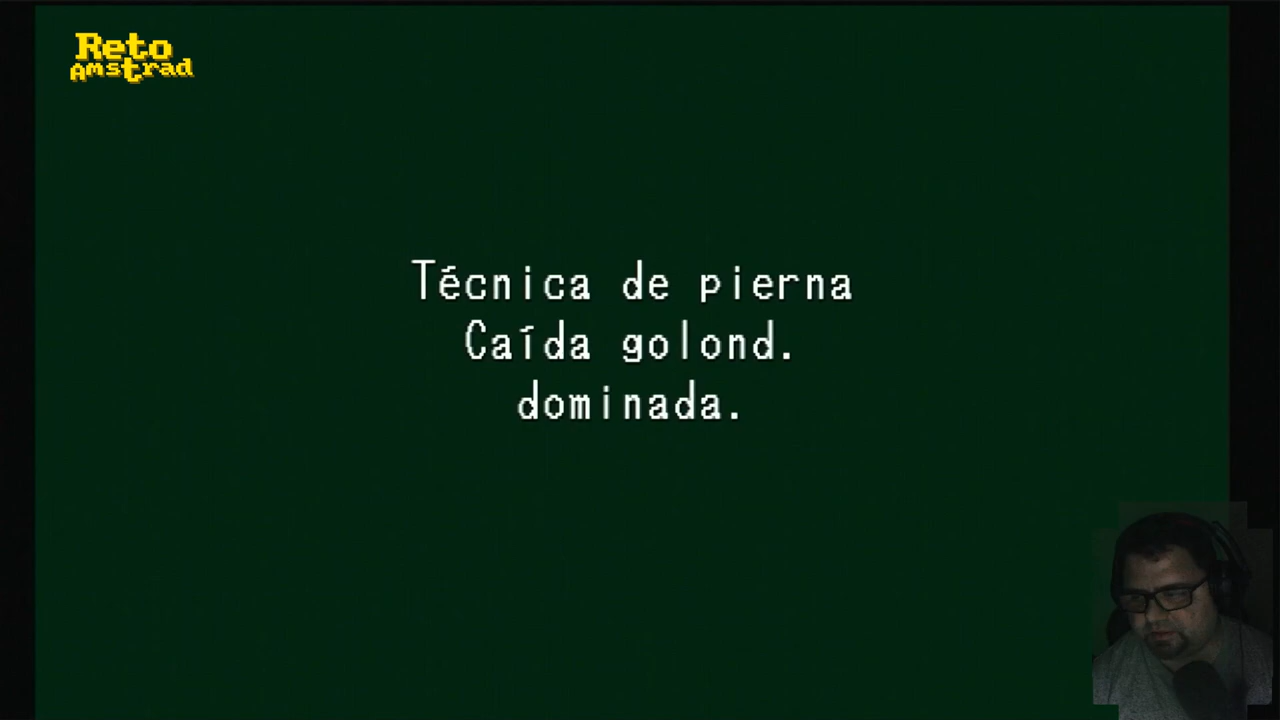 Reto
Amstrad
Técnica de pierna
Caída golond.
dominada.